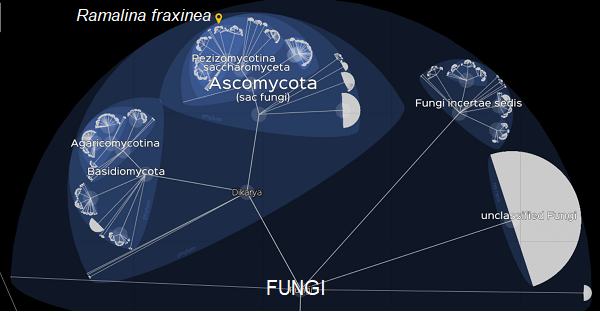 Ramalina fraxinea
Pezizomycotina
saccharomyceta
Ascomycota
(sac fungi)
Fungi incertae sedis
Agaricomycotina
Basidiomycota
Dikarya
unclassified Fungi
FUNGI